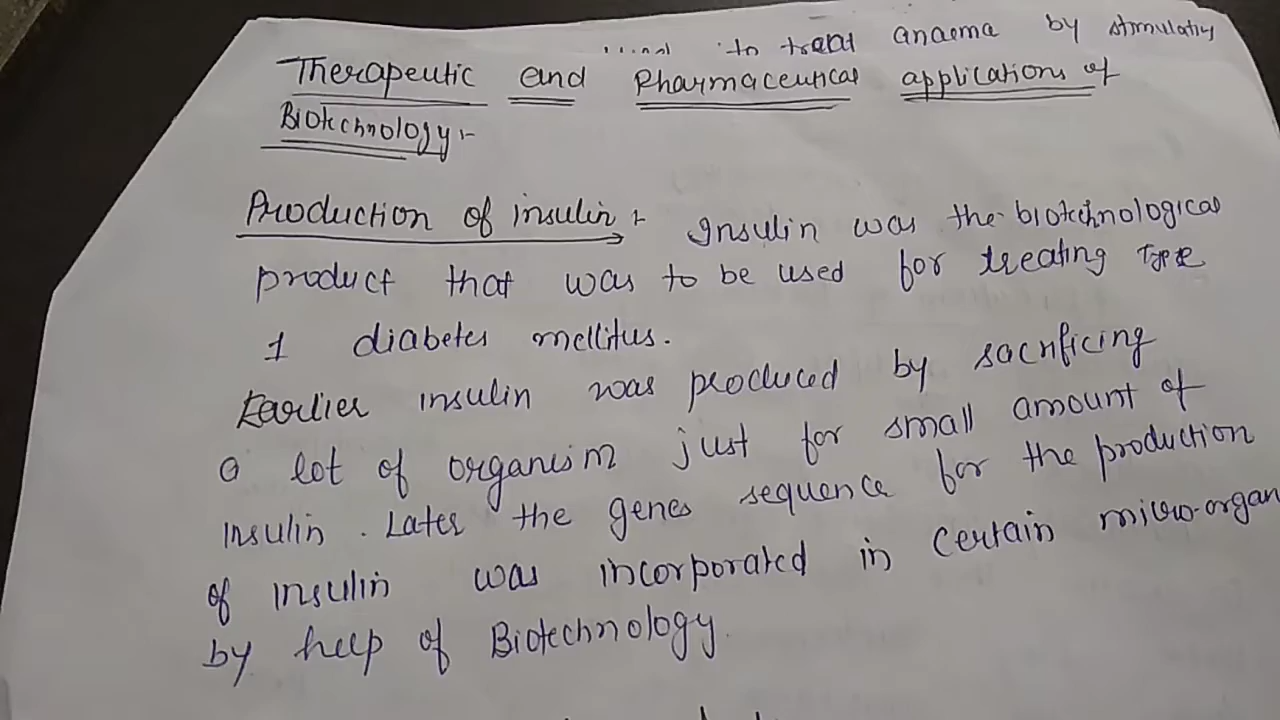 to treat anaema by stimulatiy
Therapeutic and Pharmaceutical applications of
Biotechnology:-
Production of insulin:- Insulin was the biotechnological
product that was to be used for treating Type
1 diabetes mellitus.
Earlier insulin was produced by sacrificing
a lot of organism just for small amount of
insulin. Later the genes sequence for the production
of insulin was incorporated in certain micro-organ
by help of Biotechnology.